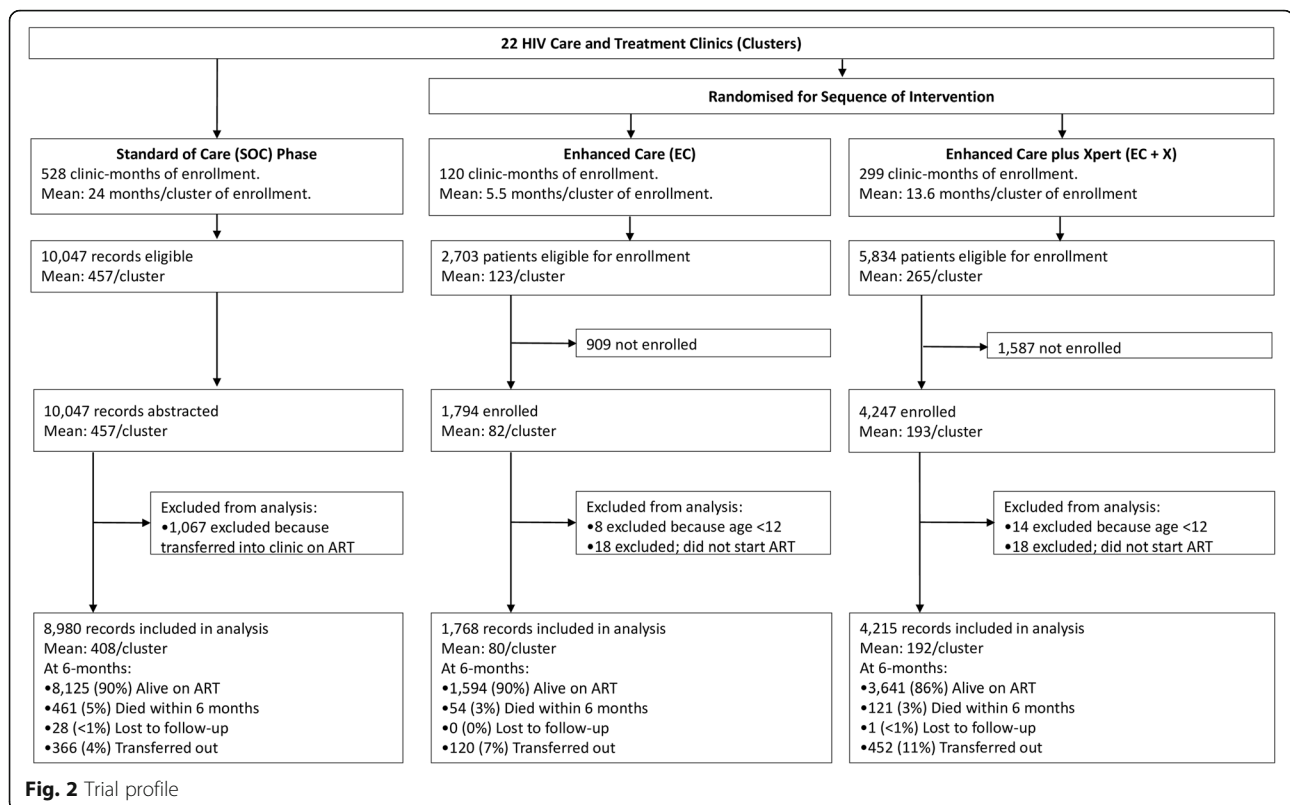 22 HIV Care and Treatment Clinics (Clusters)
Randomised for Sequence of Intervention
Standard of Care (SOC) Phase
528 clinic-months of enrollment.
Mean: 24 months/cluster of enrollment.
Enhanced Care (EC)
120 clinic-months of enrollment.
Mean: 5.5 months/cluster of enrollment.
Enhanced Care plus Xpert (EC + X)
299 clinic-months of enrollment.
Mean: 13.6 months/cluster of enrollment
10,047 records eligible
Mean: 457/cluster
2,703 patients eligible for enrollment
Mean: 123/cluster
5,834 patients eligible for enrollment
Mean: 265/cluster
909 not enrolled
1,587 not enrolled
10,047 records abstracted
Mean: 457/cluster
1,794 enrolled
Mean: 82/cluster
4,247 enrolled
Mean: 193/cluster
Excluded from analysis:
•1,067 excluded because
transferred into clinic on ART
Excluded from analysis:
•8 excluded because age <12
•18 excluded; did not start ART
Excluded from analysis:
•14 excluded because age <12
•18 excluded; did not start ART
8,980 records included in analysis
Mean: 408/cluster
At 6-months:
•8,125 (90%) Alive on ART
•461 (5%) Died within 6 months
•28 (<1%) Lost to follow-up
•366 (4%) Transferred out
1,768 records included in analysis
Mean: 80/cluster
At 6-months:
•1,594 (90%) Alive on ART
•54 (3%) Died within 6 months
•0 (0%) Lost to follow-up
•120 (7%) Transferred out
4,215 records included in analysis
Mean: 192/cluster
At 6-months:
•3,641 (86%) Alive on ART
•121 (3%) Died within 6 months
•1 (<1%) Lost to follow-up
•452 (11%) Transferred out
Fig. 2 Trial profile